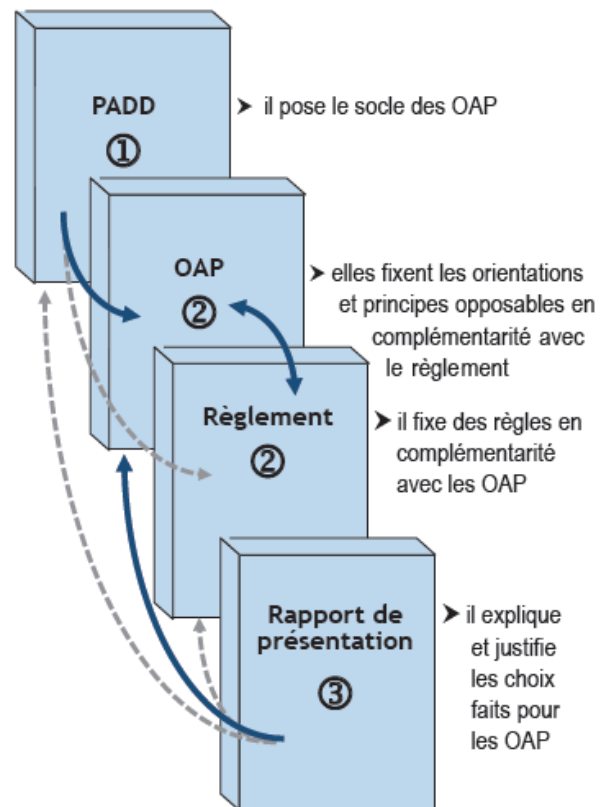 PADD
①
➤ il pose le socle des OAP
OAP
②
➤ elles fixent les orientations
et principes opposables en
complémentarité avec
le règlement
Règlement
②
➤ il fixe des règles en
complémentarité
avec les OAP
Rapport de
présentation
③
➤ il explique
et justifie
les choix
faits pour
les OAP